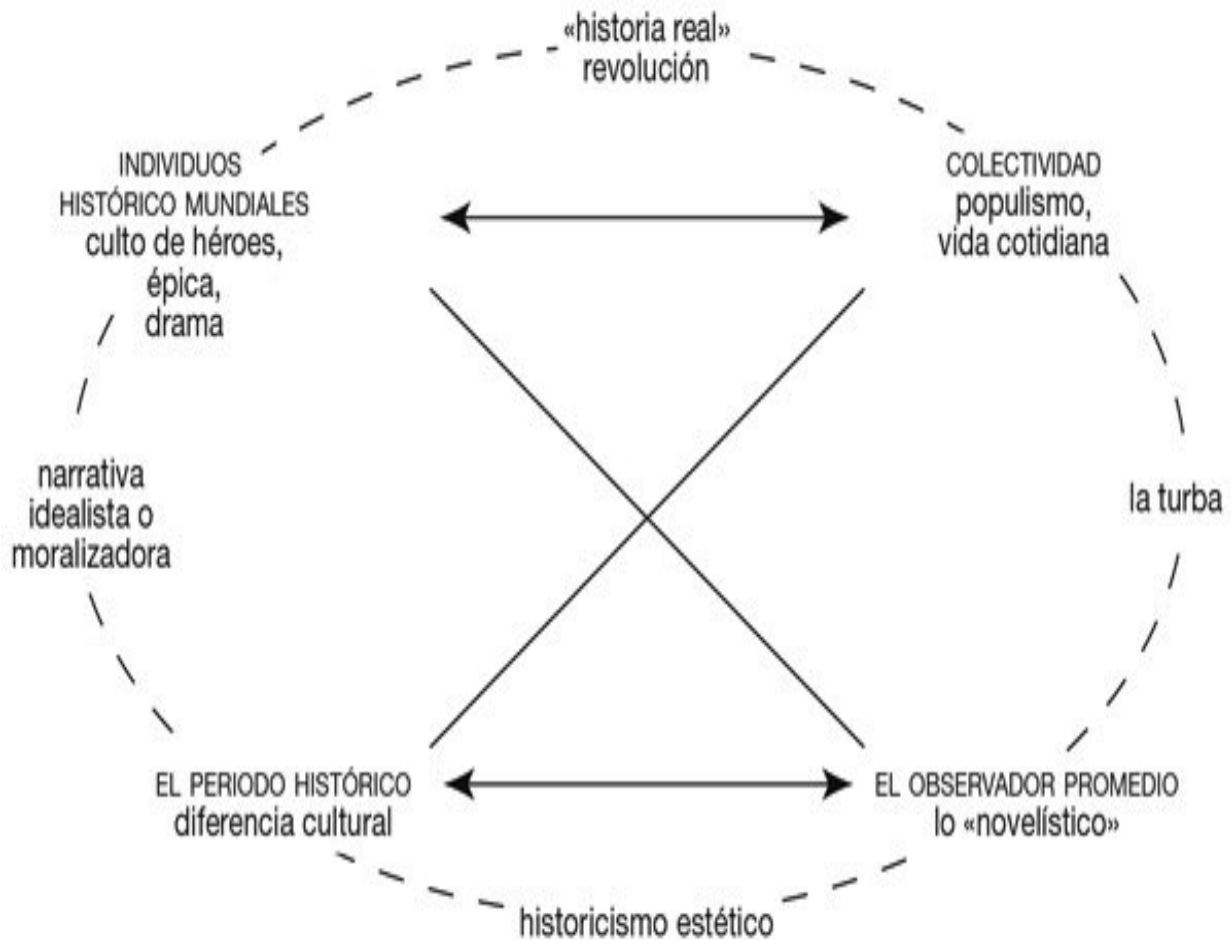 «historia real»
revolución
INDIVIDUOS
HISTÓRICO MUNDIALES
culto de héroes,
épica,
drama
COLECTIVIDAD
populismo,
vida cotidiana
narrativa
idealista o
moralizadora
la turba
EL PERIODO HISTÓRICO
diferencia cultural
EL OBSERVADOR PROMEDIO
lo «novelístico»
historicismo estético